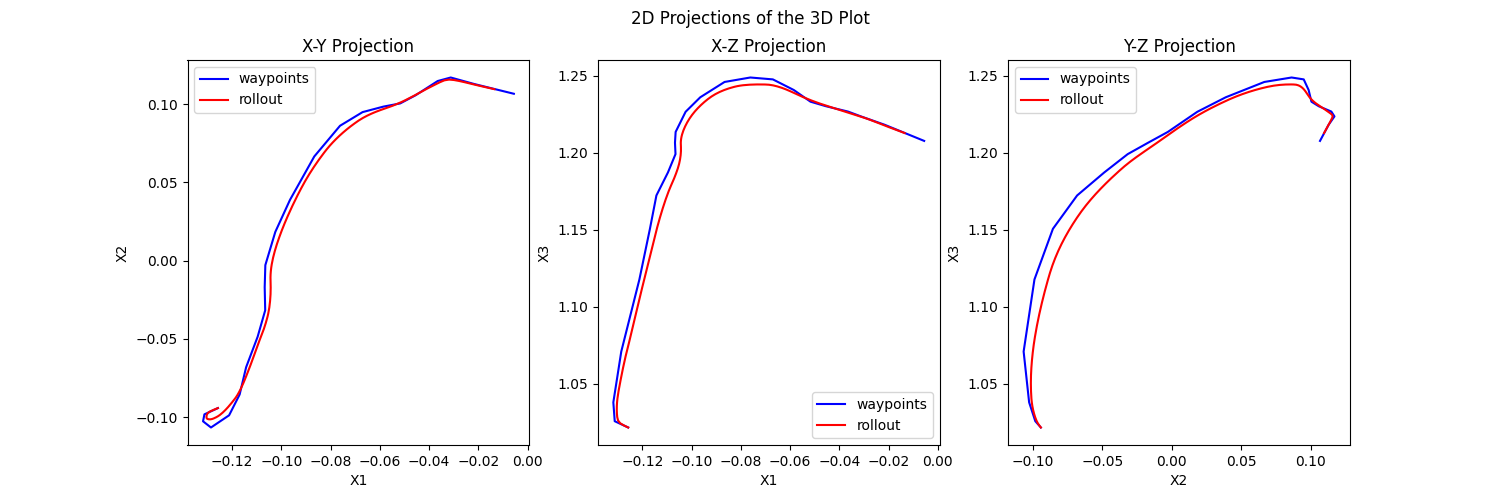 2D Projections of the 3D Plot
X-Y Projection
waypoints
rollout
0.10
0.05
0.00
−0.05
−0.10
X2
−0.12 −0.10 −0.08 −0.06 −0.04 −0.02 0.00
X1
X-Z Projection
1.25
1.20
1.15
1.10
1.05
X3
waypoints
rollout
−0.12 −0.10 −0.08 −0.06 −0.04 −0.02 0.00
X1
Y-Z Projection
waypoints
rollout
1.25
1.20
1.15
1.10
1.05
X3
−0.10 −0.05 0.00 0.05 0.10
X2